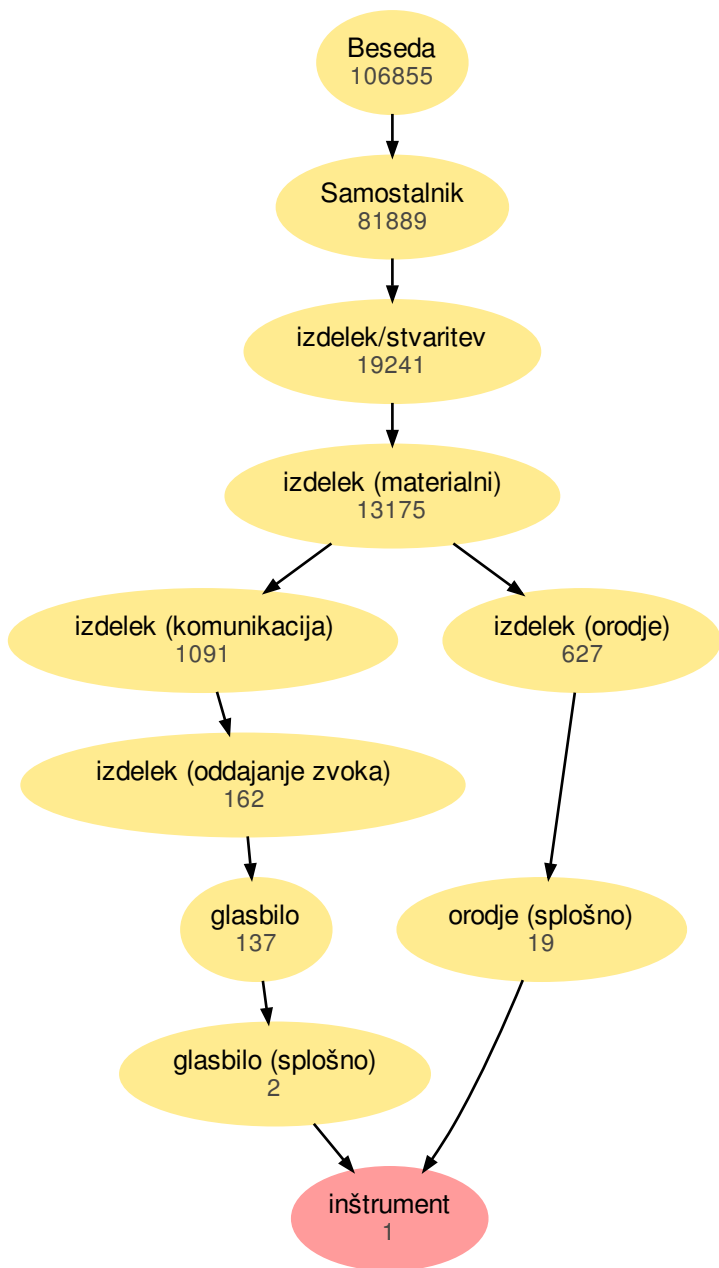 Beseda
106855
Samostalnik
81889
izdelek/stvaritev
19241
izdelek (materialni)
13175
izdelek (komunikacija)
1091
izdelek (orodje)
627
izdelek (oddajanje zvoka)
162
glasbilo
137
orodje (splošno)
19
glasbilo (splošno)
2
inštrument
1